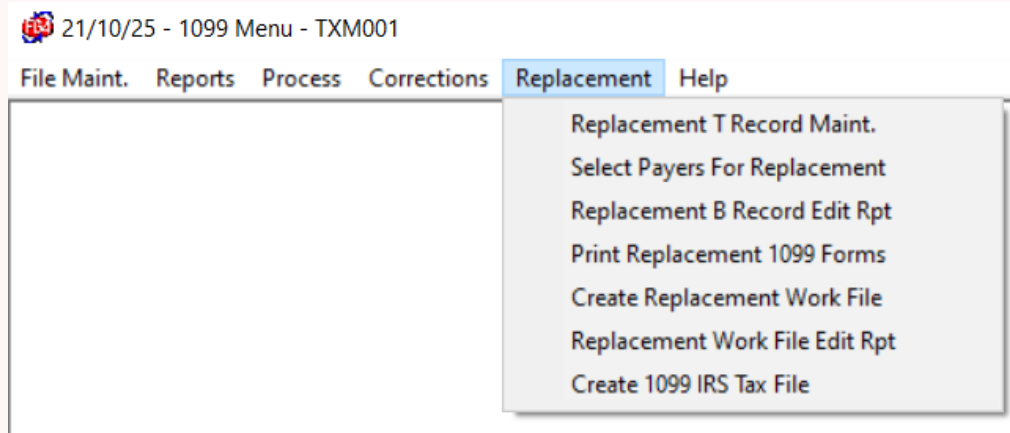 21/10/25 - 1099 Menu - TXM001
File Maint. Reports Process Corrections Replacement Help
Replacement T Record Maint.
Select Payers For Replacement
Replacement B Record Edit Rpt
Print Replacement 1099 Forms
Create Replacement Work File
Replacement Work File Edit Rpt
Create 1099 IRS Tax File